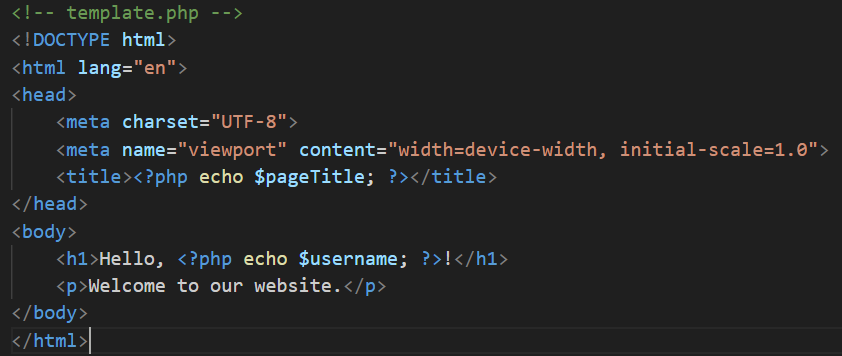 <!-- template.php -->
<!DOCTYPE html>
<html lang="en">
<head>
    <meta charset="UTF-8">
    <meta name="viewport" content="width=device-width, initial-scale=1.0">
    <title><?php echo $pageTitle; ?></title>
</head>
<body>
    <h1>Hello, <?php echo $username; ?>!</h1>
    <p>Welcome to our website.</p>
</body>
</html>